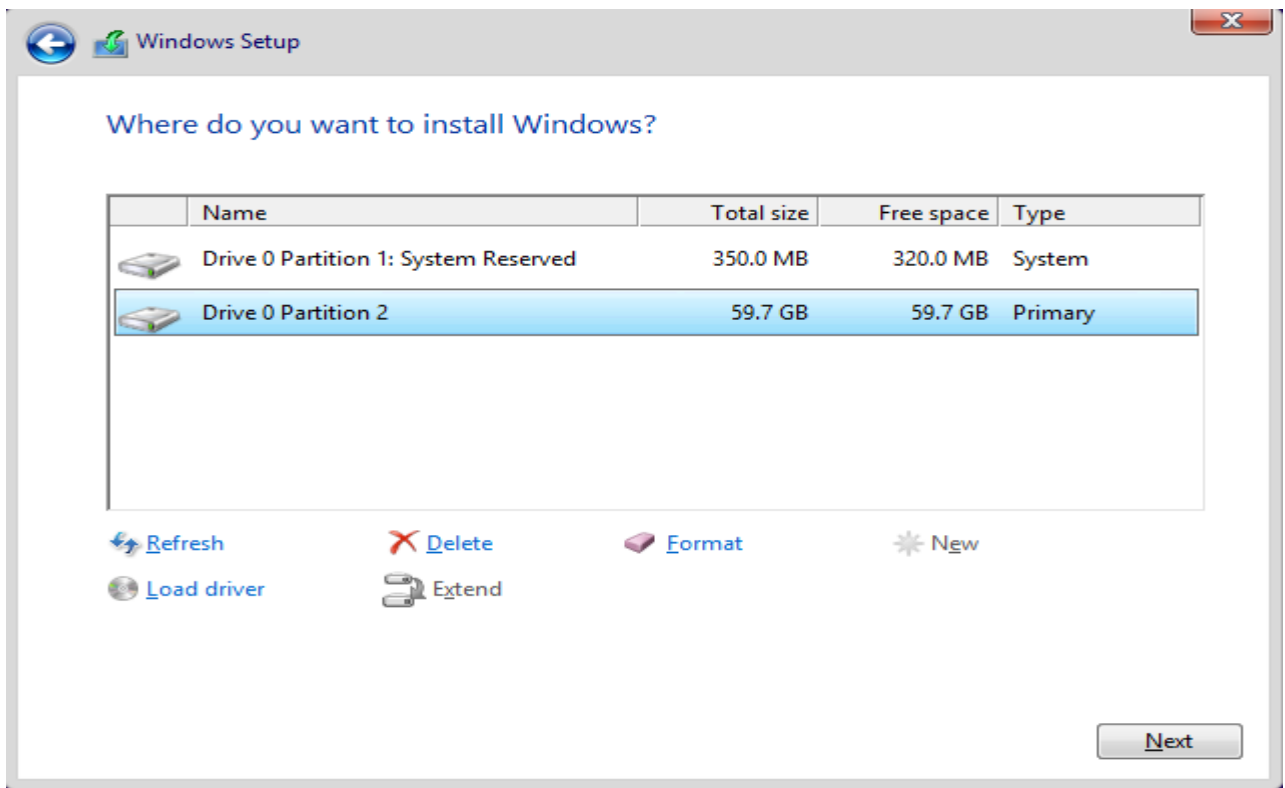 Windows Setup
Where do you want to install Windows?
Name Total size Free space Type
Drive 0 Partition 1: System Reserved 350.0 MB 320.0 MB System
Drive 0 Partition 2 59.7 GB 59.7 GB Primary
Refresh Delete Format New
Load driver Extend
Next